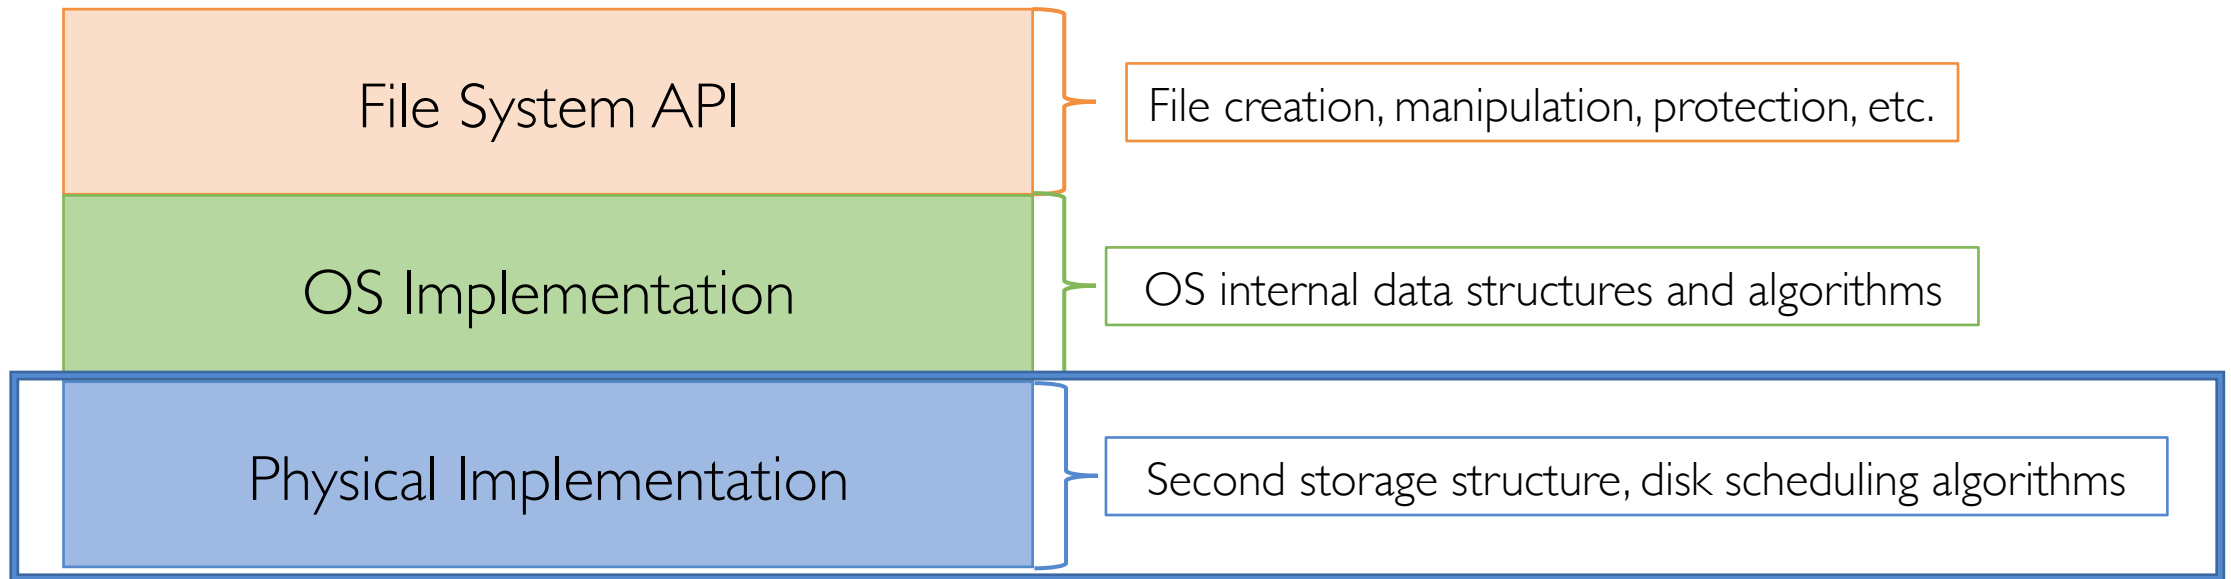 File System API
File creation, manipulation, protection, etc.
OS Implementation
OS internal data structures and algorithms
Physical Implementation
Second storage structure, disk scheduling algorithms